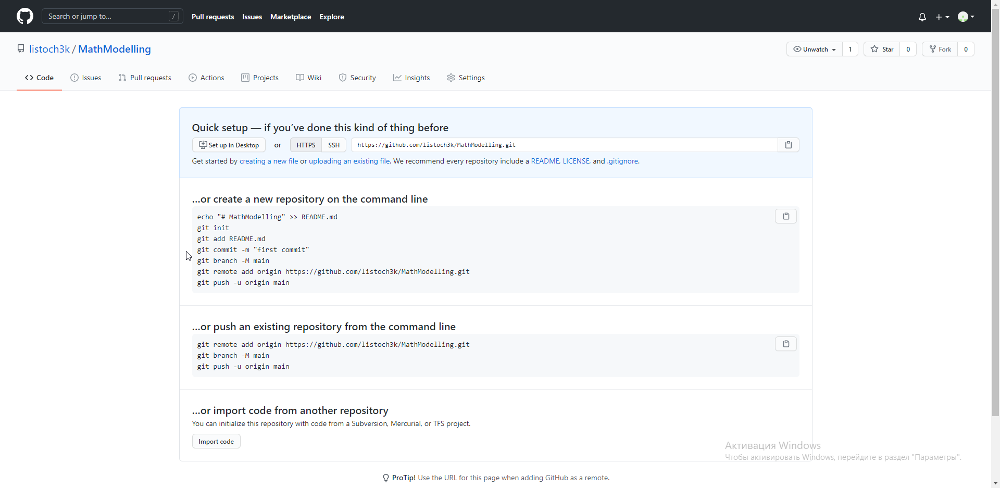 Search or jump to... /
Pull requests Issues Marketplace Explore
listoch3k / MathModelling
Unwatch 1 Star 0 Fork 0
Code Issues Pull requests Actions Projects Wiki Security Insights Settings
Quick setup — if you’ve done this kind of thing before
Set up in Desktop or HTTPS SSH https://github.com/listoch3k/MathModelling.git
Get started by creating a new file or uploading an existing file. We recommend every repository include a README, LICENSE, and .gitignore.
…or create a new repository on the command line
echo "# MathModelling" >> README.md
git init
git add README.md
git commit -m "first commit"
git branch -M main
git remote add origin https://github.com/listoch3k/MathModelling.git
git push -u origin main
…or push an existing repository from the command line
git remote add origin https://github.com/listoch3k/MathModelling.git
git branch -M main
git push -u origin main
…or import code from another repository
You can initialize this repository with code from a Subversion, Mercurial, or TFS project.
Import code
Активация Windows
Чтобы активировать Windows, перейдите в раздел "Параметры".
ProTip! Use the URL for this page when adding GitHub as a remote.